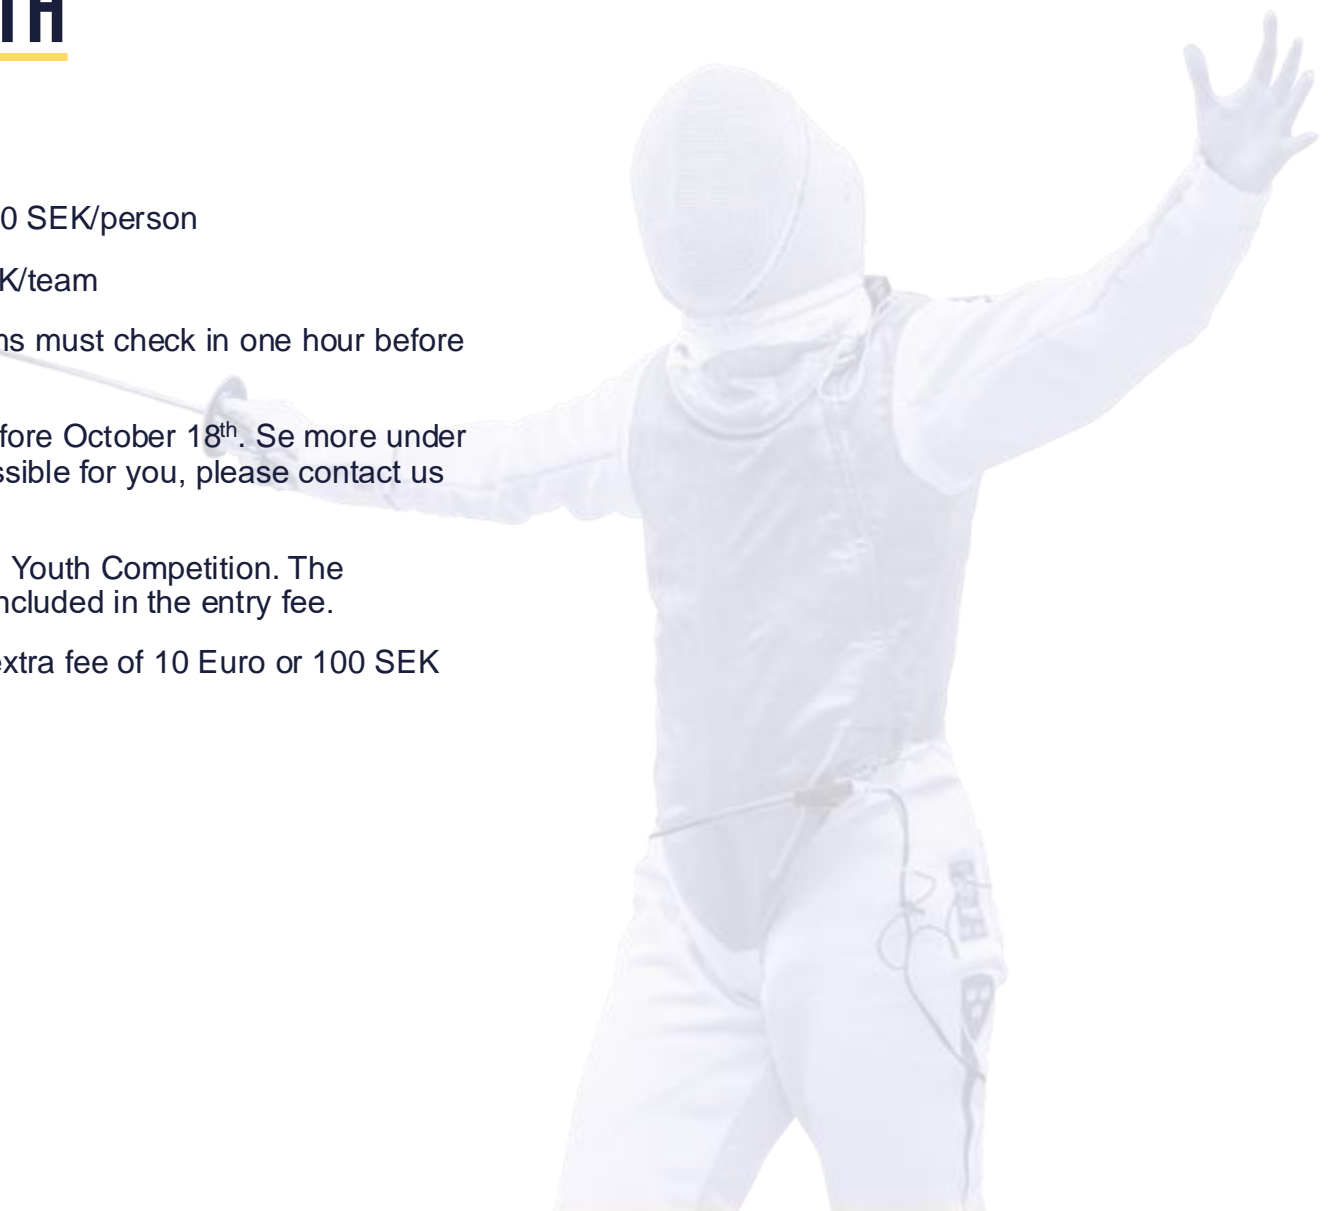 0 SEK/person
K/team
ns must check in one hour before
fore October 18th. Se more under
ssible for you, please contact us
Youth Competition. The
ncluded in the entry fee.
extra fee of 10 Euro or 100 SEK